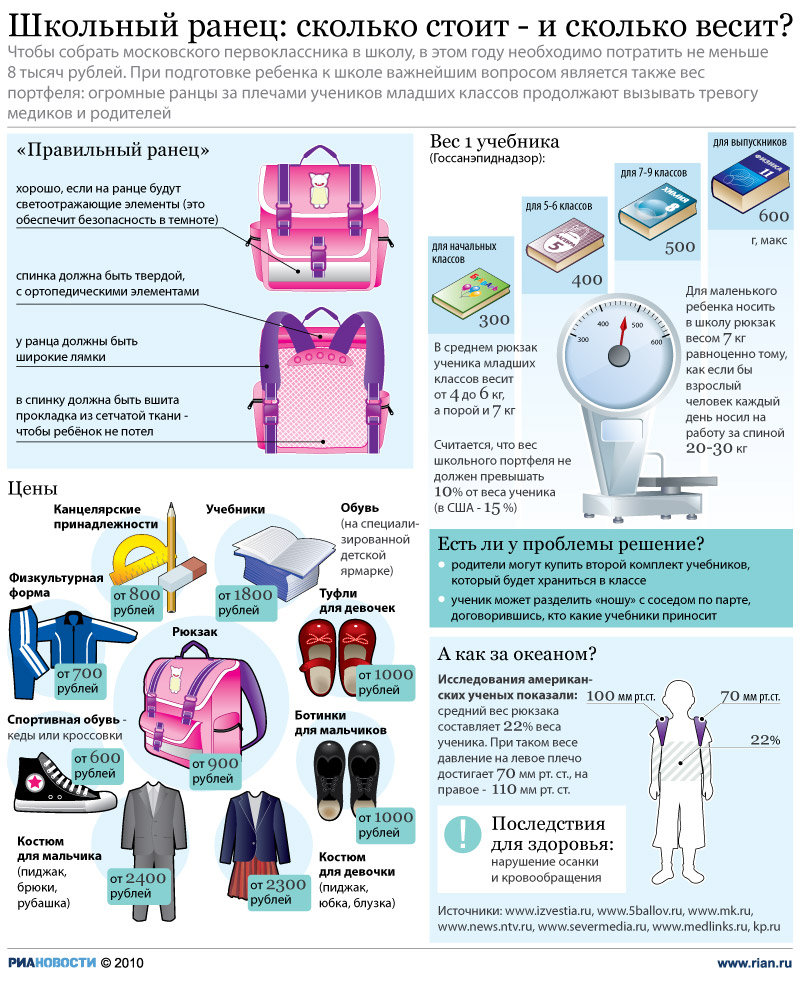 Школьный ранец: сколько стоит - и сколько весит?
Чтобы собрать московского первоклассника в школу, в этом году необходимо потратить не меньше
8 тысяч рублей. При подготовке ребенка к школе важнейшим вопросом является также вес
портфеля: огромные ранцы за плечами учеников младших классов продолжают вызывать тревогу
медиков и родителей
«Правильный ранец»
хорошо, если на ранце будут
светоотражающие элементы (это
обеспечит безопасность в темноте)
спинка должна быть твердой,
с ортопедическими элементами
у ранца должны быть
широкие лямки
в спинку должна быть вшита
прокладка из сетчатой ткани -
чтобы ребёнок не потел
Вес 1 учебника
(Госсанэпиднадзор):
для начальных
классов
300
для 5-6 классов
5
400
для 7-9 классов
ХИМИЯ
8
500
для выпускников
ФИЗИКА
11
600
г, макс
300
400
500
600
В среднем рюкзак
ученика младших
классов весит
от 4 до 6 кг,
а порой и 7 кг
Считается, что вес
школьного портфеля не
должен превышать
10% от веса ученика
(в США - 15 %)
Для маленького
ребенка носить
в школу рюкзак
весом 7 кг
равноценно тому,
как если бы
взрослый
человек каждый
день носил на
работу за спиной
20-30 кг
Цены
Канцелярские
принадлежности
от 800
рублей
Учебники
от 1800
рублей
Обувь
(на специали-
зированной
детской
ярмарке)
Физкультурная
форма
от 700
рублей
Рюкзак
от 900
рублей
Туфли
для девочек
от 1000
рублей
Спортивная обувь -
кеды или кроссовки
от 600
рублей
Ботинки
для мальчиков
от 1000
рублей
Костюм
для мальчика
(пиджак,
брюки,
рубашка)
от 2400
рублей
от 2300
рублей
Костюм
для девочки
(пиджак,
юбка, блузка)
Есть ли у проблемы решение?
родители могут купить второй комплект учебников,
который будет храниться в классе
ученик может разделить «ношу» с соседом по парте,
договорившись, кто какие учебники приносит
А как за океаном?
Исследования американ-
ских ученых показали:
средний вес рюкзака
составляет 22% веса
ученика. При таком весе
давление на левое плечо
достигает 70 мм рт. ст., на
правое - 110 мм рт. ст.
100 мм рт.ст.
70 мм рт.ст.
22%
!
Последствия
для здоровья:
нарушение осанки
и кровообращения
Источники: www.izvestia.ru, www.5ballov.ru, www.mk.ru,
www.news.ntv.ru, www.severmedia.ru, www.medlinks.ru, kp.ru
РИАНОВОСТИ © 2010
www.rian.ru